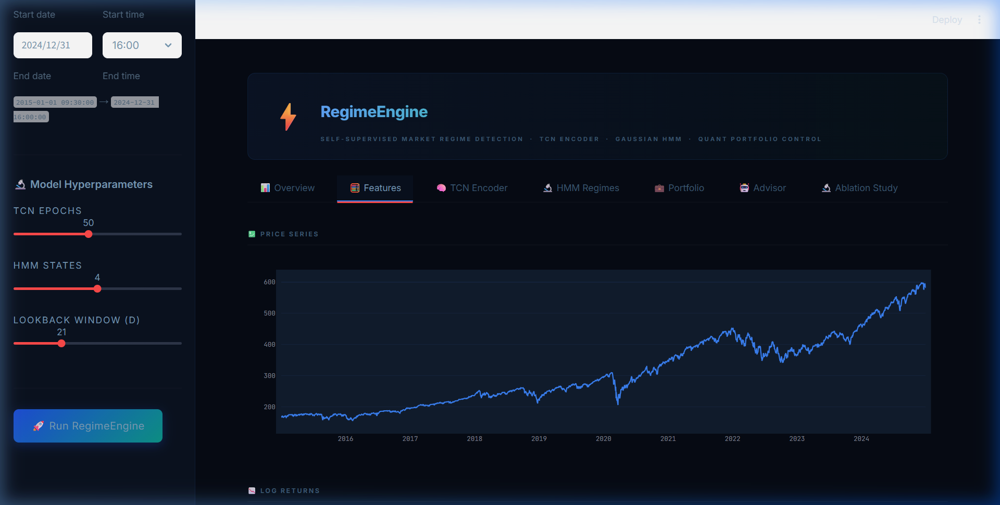 Start date
Start time
2024/12/31
16:00
End date
End time
2015-01-01 09:30:00 → 2024-12-31
16:00:00
Model Hyperparameters
TCN EPOCHS
50
HMM STATES
4
LOOKBACK WINDOW (D)
21
Run RegimeEngine
Deploy
RegimeEngine
SELF-SUPERVISED MARKET REGIME DETECTION · TCN ENCODER · GAUSSIAN HMM · QUANT PORTFOLIO CONTROL
Overview
Features
TCN Encoder
HMM Regimes
Portfolio
Advisor
Ablation Study
PRICE SERIES
600
500
400
300
200
2016
2017
2018
2019
2020
2021
2022
2023
2024
LOG RETURNS